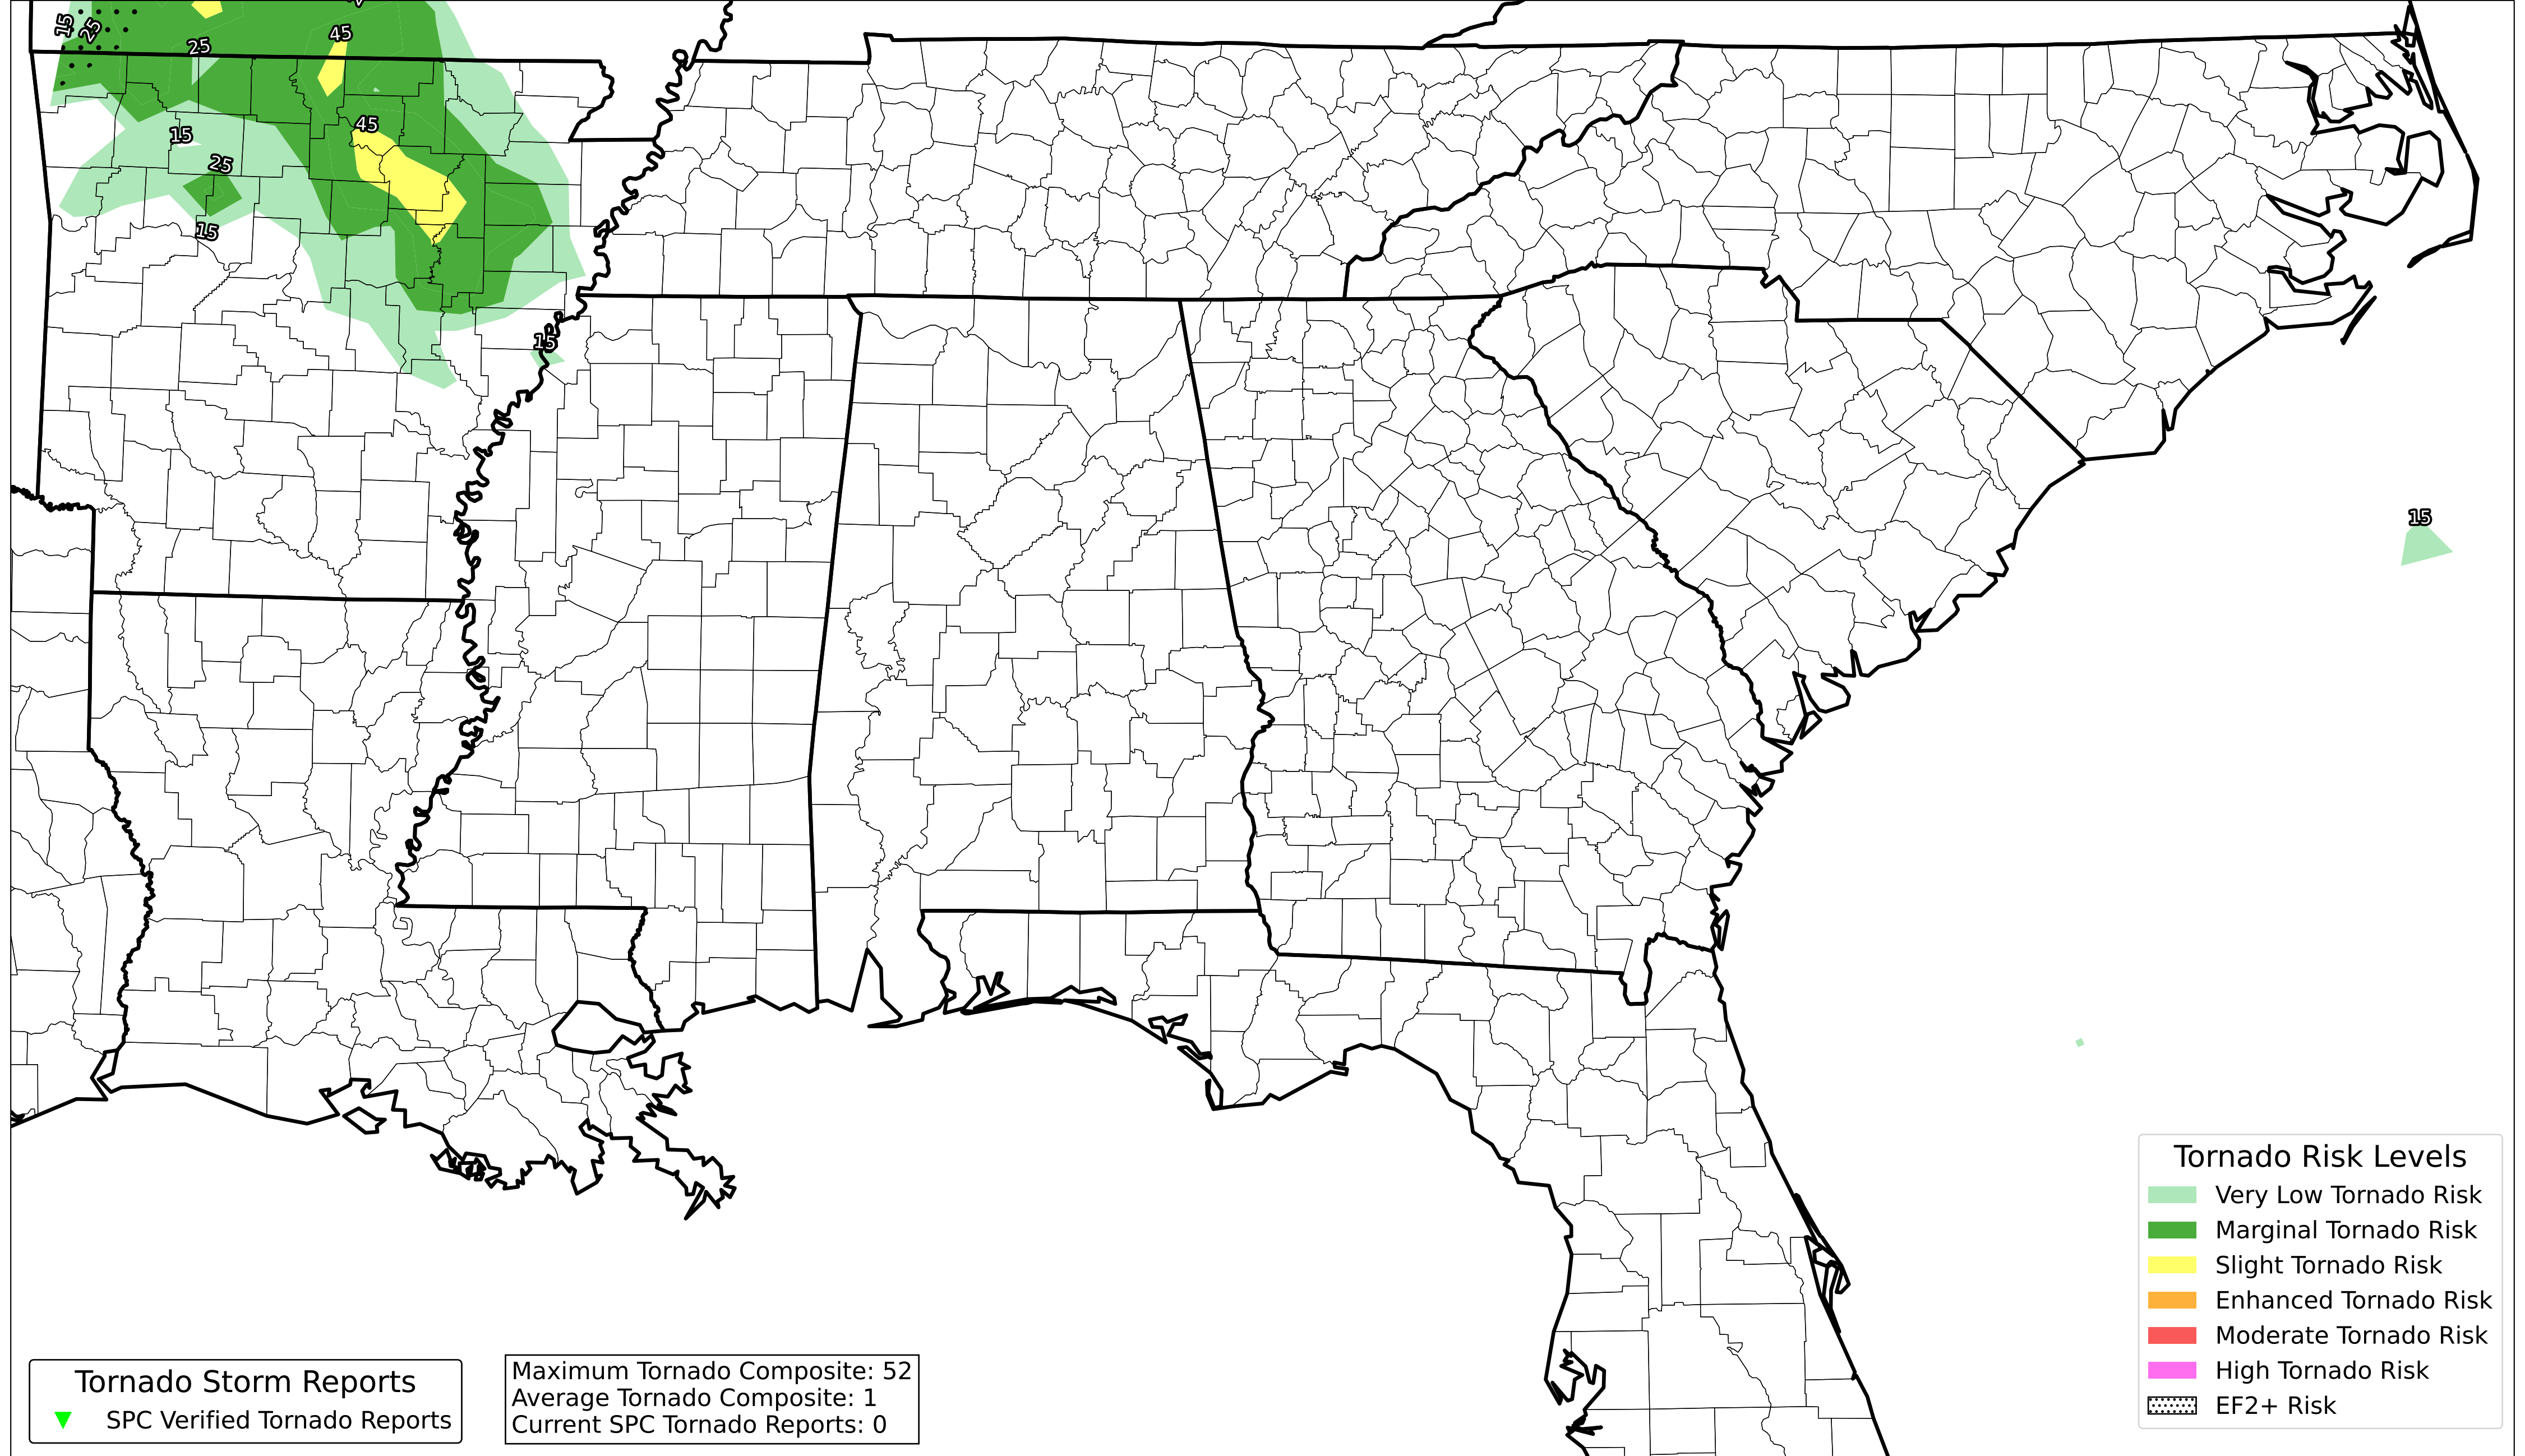 15
25
25
45
45
15
25
15
15
15
Tornado Risk Levels
Very Low Tornado Risk
Marginal Tornado Risk
Slight Tornado Risk
Enhanced Tornado Risk
Moderate Tornado Risk
High Tornado Risk
EF2+ Risk
Tornado Storm Reports
SPC Verified Tornado Reports
Maximum Tornado Composite: 52
Average Tornado Composite: 1
Current SPC Tornado Reports: 0